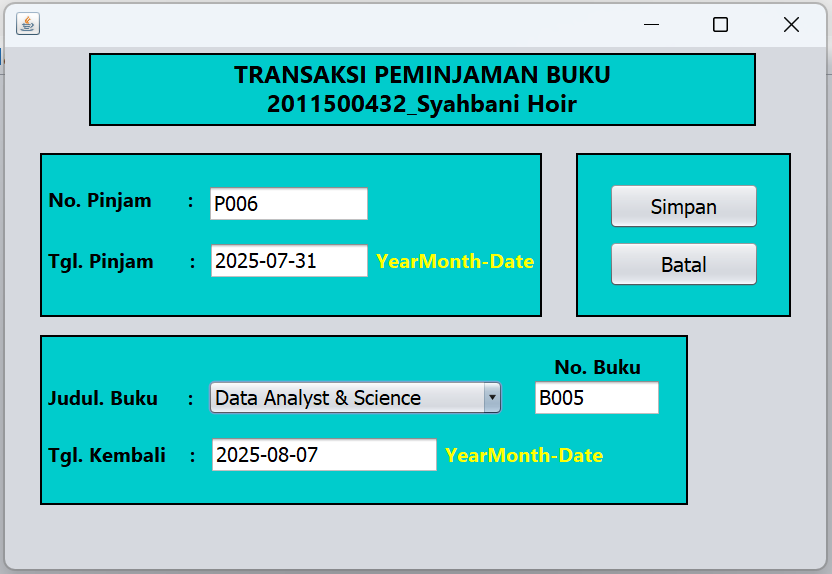 TRANSAKSI PEMINJAMAN BUKU
2011500432_Syahbani Hoir
No. Pinjam : P006
Tgl. Pinjam : 2025-07-31 YearMonth-Date
Simpan
Batal
No. Buku
Judul. Buku : Data Analyst & Science B005
Tgl. Kembali : 2025-08-07 YearMonth-Date